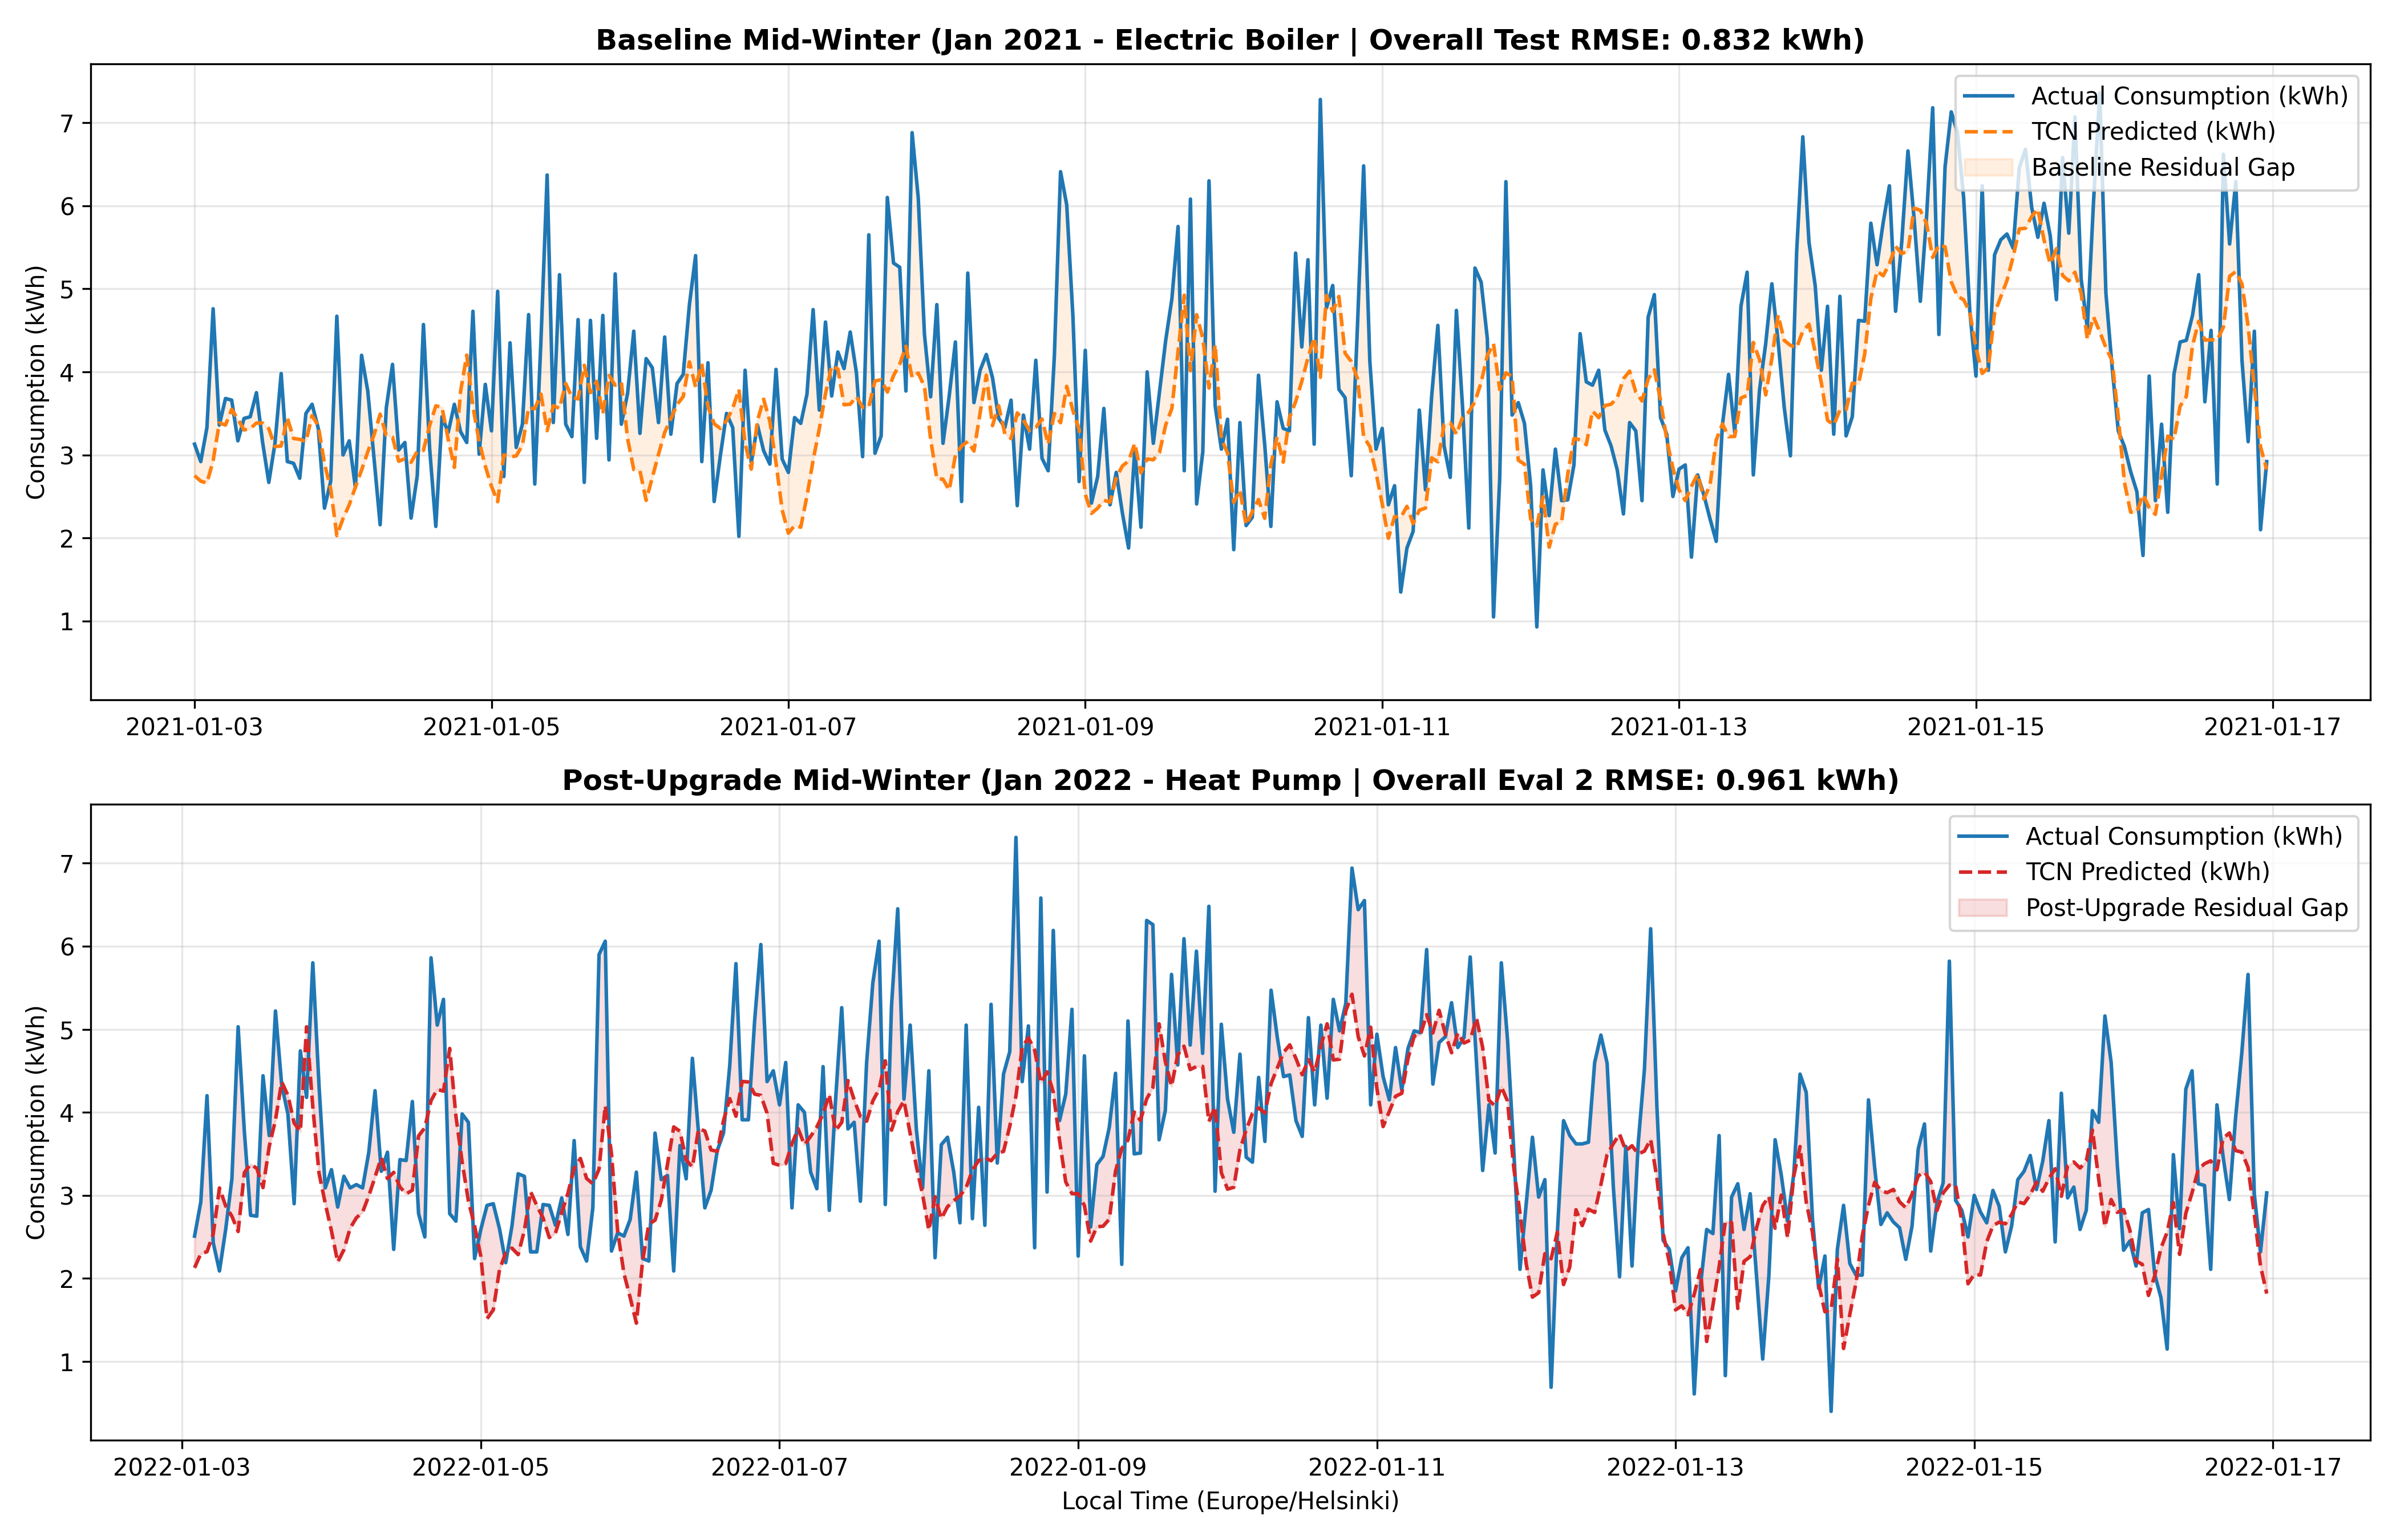 Baseline Mid-Winter (Jan 2021 - Electric Boiler | Overall Test RMSE: 0.832 kWh)
Consumption (kWh)
7
6
5
4
3
2
1
Actual Consumption (kWh)
TCN Predicted (kWh)
Baseline Residual Gap
2021-01-03
2021-01-05
2021-01-07
2021-01-09
2021-01-11
2021-01-13
2021-01-15
2021-01-17
Post-Upgrade Mid-Winter (Jan 2022 - Heat Pump | Overall Eval 2 RMSE: 0.961 kWh)
Consumption (kWh)
7
6
5
4
3
2
1
Actual Consumption (kWh)
TCN Predicted (kWh)
Post-Upgrade Residual Gap
2022-01-03
2022-01-05
2022-01-07
2022-01-09
2022-01-11
2022-01-13
2022-01-15
2022-01-17
Local Time (Europe/Helsinki)